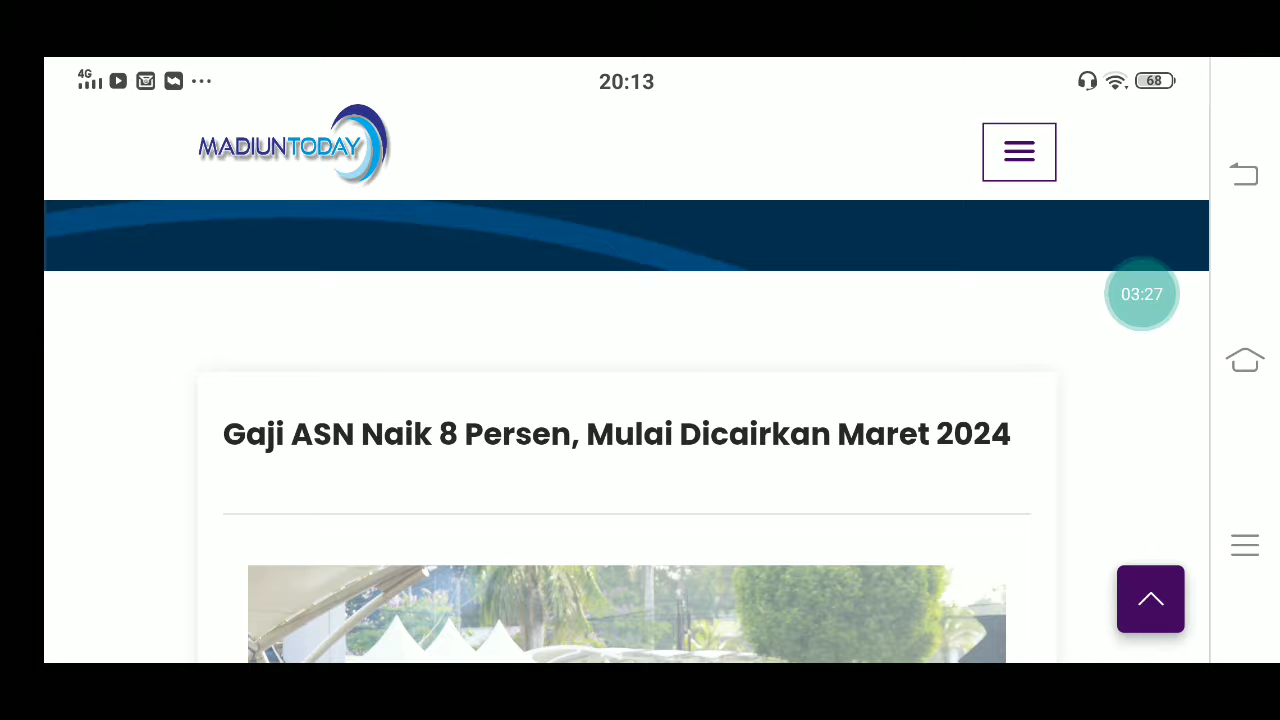 4G
20:13
68
MADIUNTODAY
03:27
Gaji ASN Naik 8 Persen, Mulai Dicairkan Maret 2024